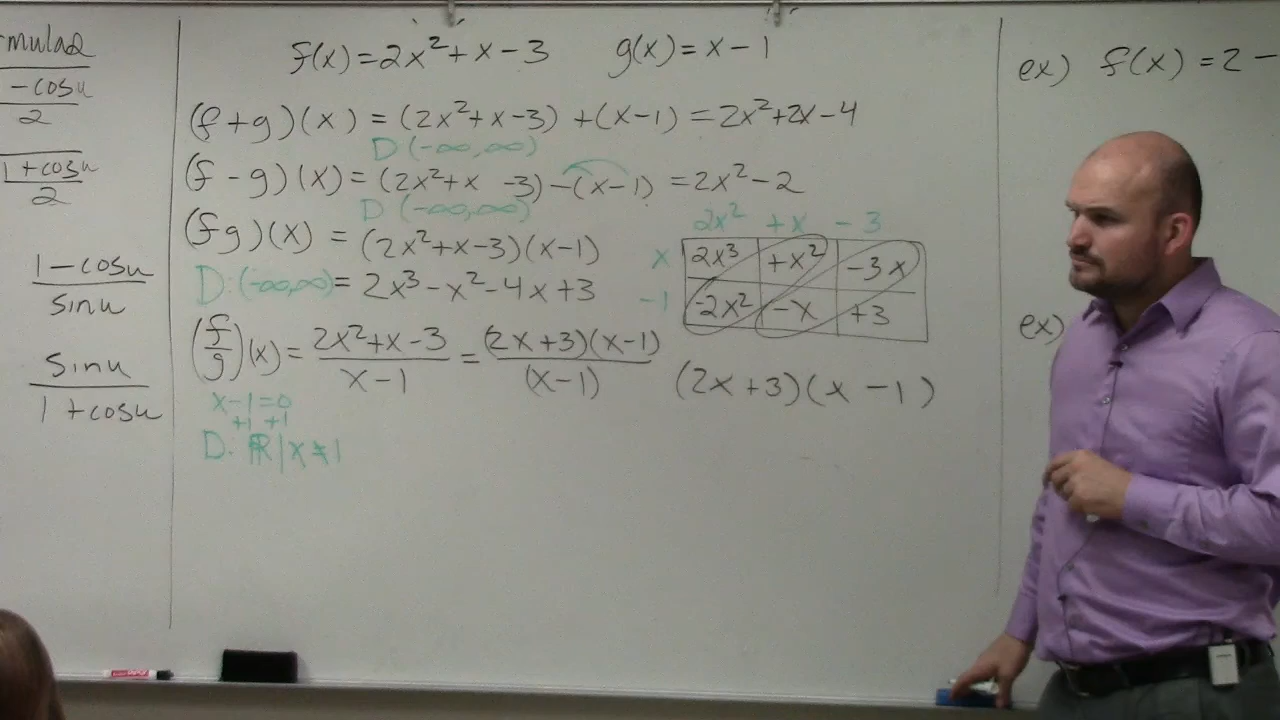 mulas
-cosu
2
1+cosu
2
1-cosu
sinu
sinu
1+cosu
f(x)=2x²+x-3 g(x)=x-1
(f+g)(x)=(2x²+x-3)+(x-1)=2x²+2x-4
D(-∞,∞)
(f-g)(x)=(2x²+x -3)-(x-1)=2x²-2
D(-∞,∞)
(fg)(x)=(2x²+x-3)(x-1)
D:(-∞,∞)=2x³-x²-4x+3
2x² +x -3
x 2x³ +x² -3x
-1 -2x² -x +3
(f/g)(x)=2x²+x-3/x-1=(2x+3)(x-1)/(x-1)
(2x+3)(x-1)
x-1=0
+1 +1
D: ℝ|x≠1
ex) f(x)=2-
ex)